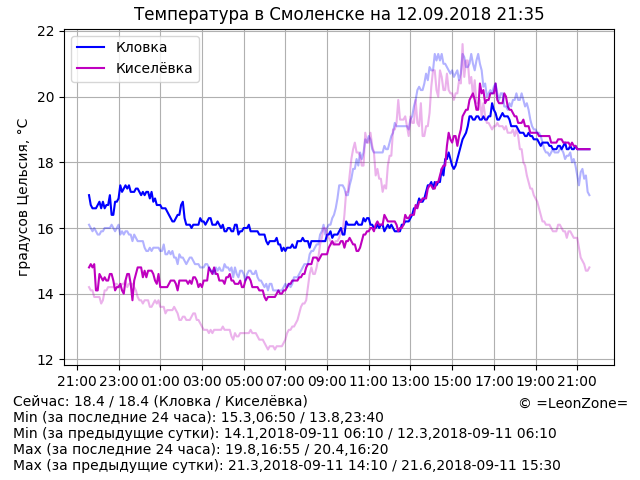 Температура в Смоленске на 12.09.2018 21:35
градусов Цельсия, °C
22
20
18
16
14
12
Кловка
Киселёвка
21:00 23:00 01:00 03:00 05:00 07:00 09:00 11:00 13:00 15:00 17:00 19:00 21:00
Сейчас: 18.4 / 18.4 (Кловка / Киселёвка)
© =LeonZone=
Min (за последние 24 часа): 15.3,06:50 / 13.8,23:40
Min (за предыдущие сутки): 14.1,2018-09-11 06:10 / 12.3,2018-09-11 06:10
Max (за последние 24 часа): 19.8,16:55 / 20.4,16:20
Max (за предыдущие сутки): 21.3,2018-09-11 14:10 / 21.6,2018-09-11 15:30